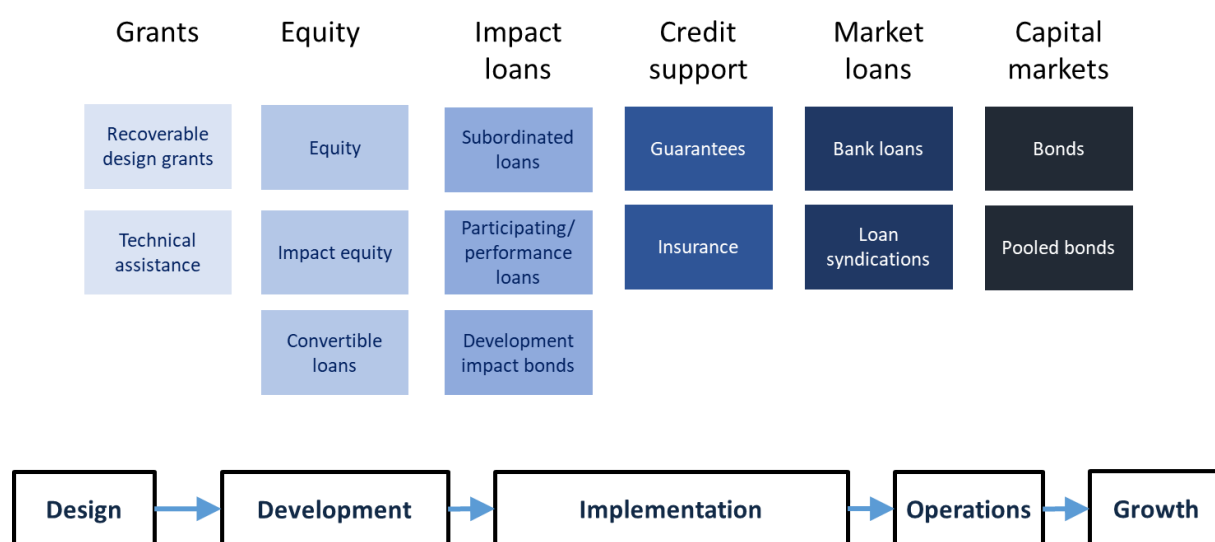 Grants
Equity
Impact
loans
Credit
support
Market
loans
Capital
markets
Recoverable
design grants
Equity
Subordinated
loans
Guarantees
Bank loans
Bonds
Technical
assistance
Impact equity
Participating/
performance
loans
Insurance
Loan
syndications
Pooled bonds
Convertible
loans
Development
impact bonds
Design
Development
Implementation
Operations
Growth